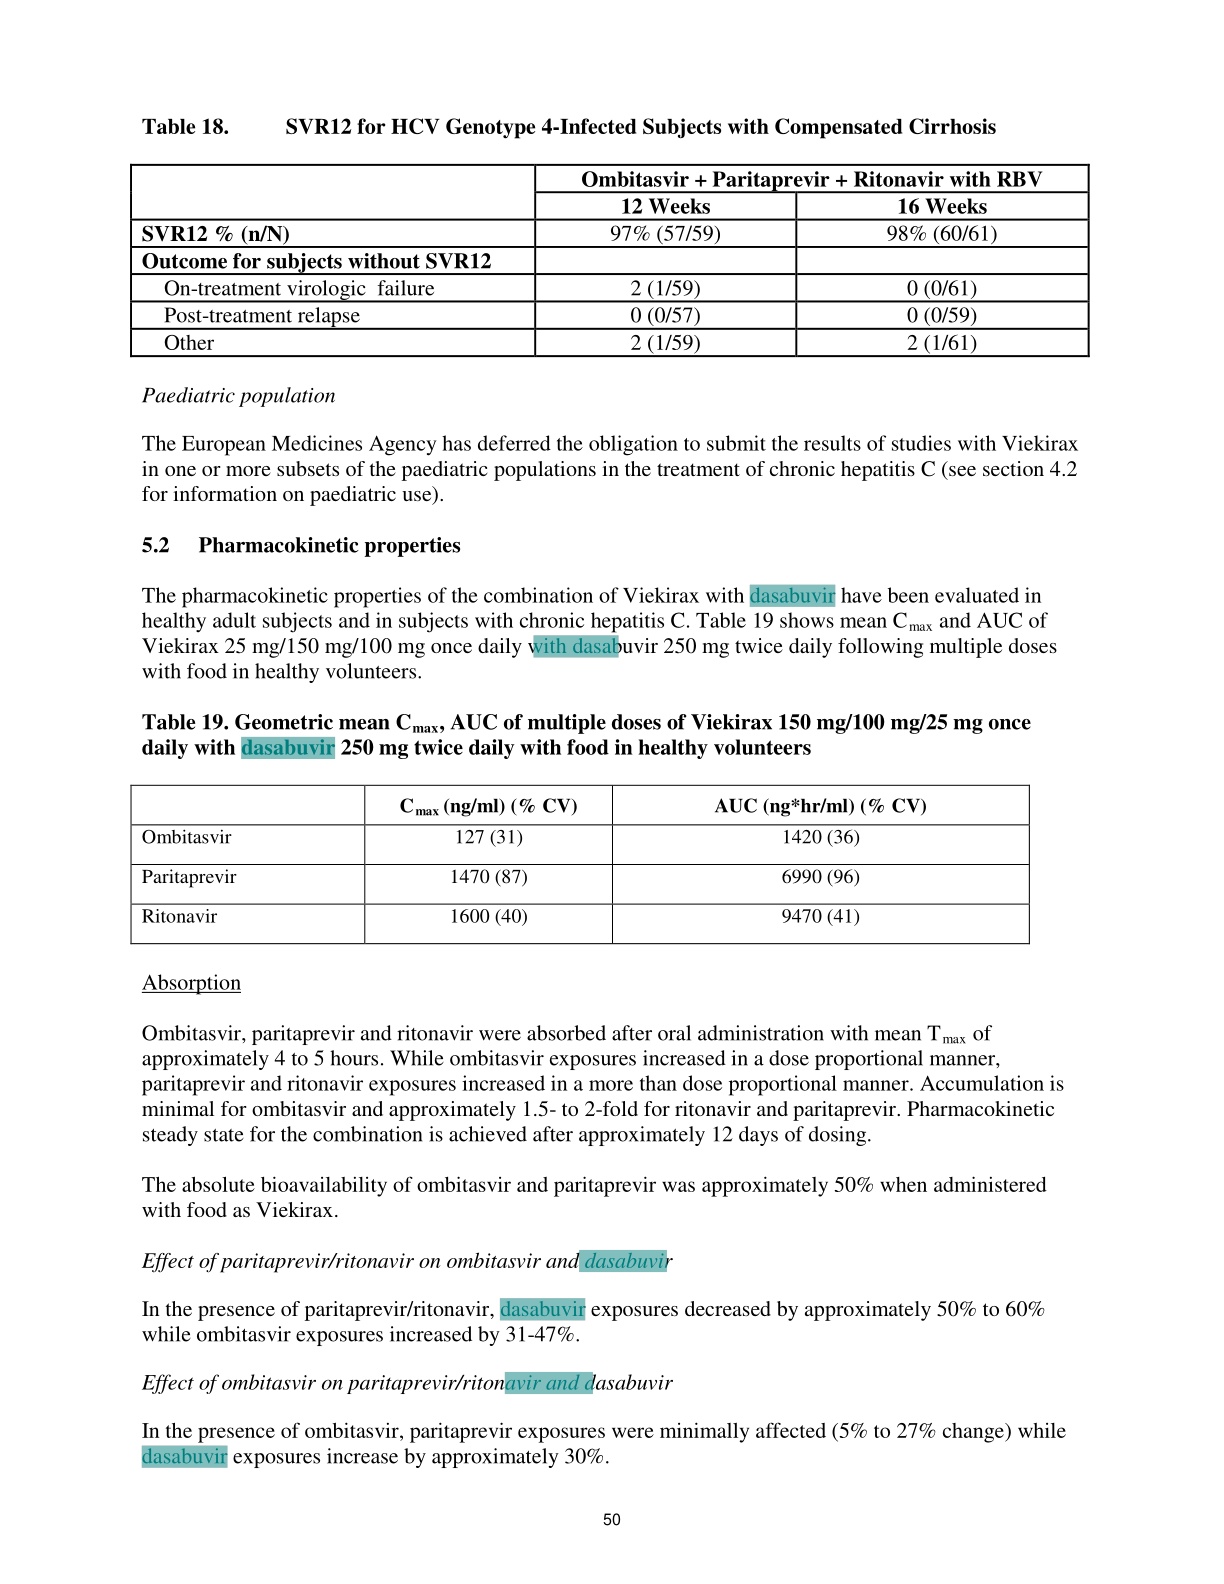 Table 18. SVR12 for HCV Genotype 4-Infected Subjects with Compensated Cirrhosis
Ombitasvir + Paritaprevir + Ritonavir with RBV
12 Weeks 16 Weeks
SVR12 % (n/N) 97% (57/59) 98% (60/61)
Outcome for subjects without SVR12
On-treatment virologic failure 2 (1/59) 0 (0/61)
Post-treatment relapse 0 (0/57) 0 (0/59)
Other 2 (1/59) 2 (1/61)
Paediatric population
The European Medicines Agency has deferred the obligation to submit the results of studies with Viekirax
in one or more subsets of the paediatric populations in the treatment of chronic hepatitis C (see section 4.2
for information on paediatric use).
5.2 Pharmacokinetic properties
The pharmacokinetic properties of the combination of Viekirax with dasabuvir have been evaluated in
healthy adult subjects and in subjects with chronic hepatitis C. Table 19 shows mean Cmax and AUC of
Viekirax 25 mg/150 mg/100 mg once daily with dasabuvir 250 mg twice daily following multiple doses
with food in healthy volunteers.
Table 19. Geometric mean Cmax, AUC of multiple doses of Viekirax 150 mg/100 mg/25 mg once
daily with dasabuvir 250 mg twice daily with food in healthy volunteers
Cmax (ng/ml) (% CV) AUC (ng*hr/ml) (% CV)
Ombitasvir 127 (31) 1420 (36)
Paritaprevir 1470 (87) 6990 (96)
Ritonavir 1600 (40) 9470 (41)
Absorption
Ombitasvir, paritaprevir and ritonavir were absorbed after oral administration with mean Tmax of
approximately 4 to 5 hours. While ombitasvir exposures increased in a dose proportional manner,
paritaprevir and ritonavir exposures increased in a more than dose proportional manner. Accumulation is
minimal for ombitasvir and approximately 1.5- to 2-fold for ritonavir and paritaprevir. Pharmacokinetic
steady state for the combination is achieved after approximately 12 days of dosing.
The absolute bioavailability of ombitasvir and paritaprevir was approximately 50% when administered
with food as Viekirax.
Effect of paritaprevir/ritonavir on ombitasvir and dasabuvir
In the presence of paritaprevir/ritonavir, dasabuvir exposures decreased by approximately 50% to 60%
while ombitasvir exposures increased by 31-47%.
Effect of ombitasvir on paritaprevir/ritonavir and dasabuvir
In the presence of ombitasvir, paritaprevir exposures were minimally affected (5% to 27% change) while
dasabuvir exposures increase by approximately 30%.
50